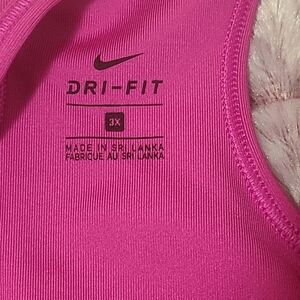 DRI-FIT
3X
MADE IN SRI LANKA
FABRIQUE AU SRI LANKA